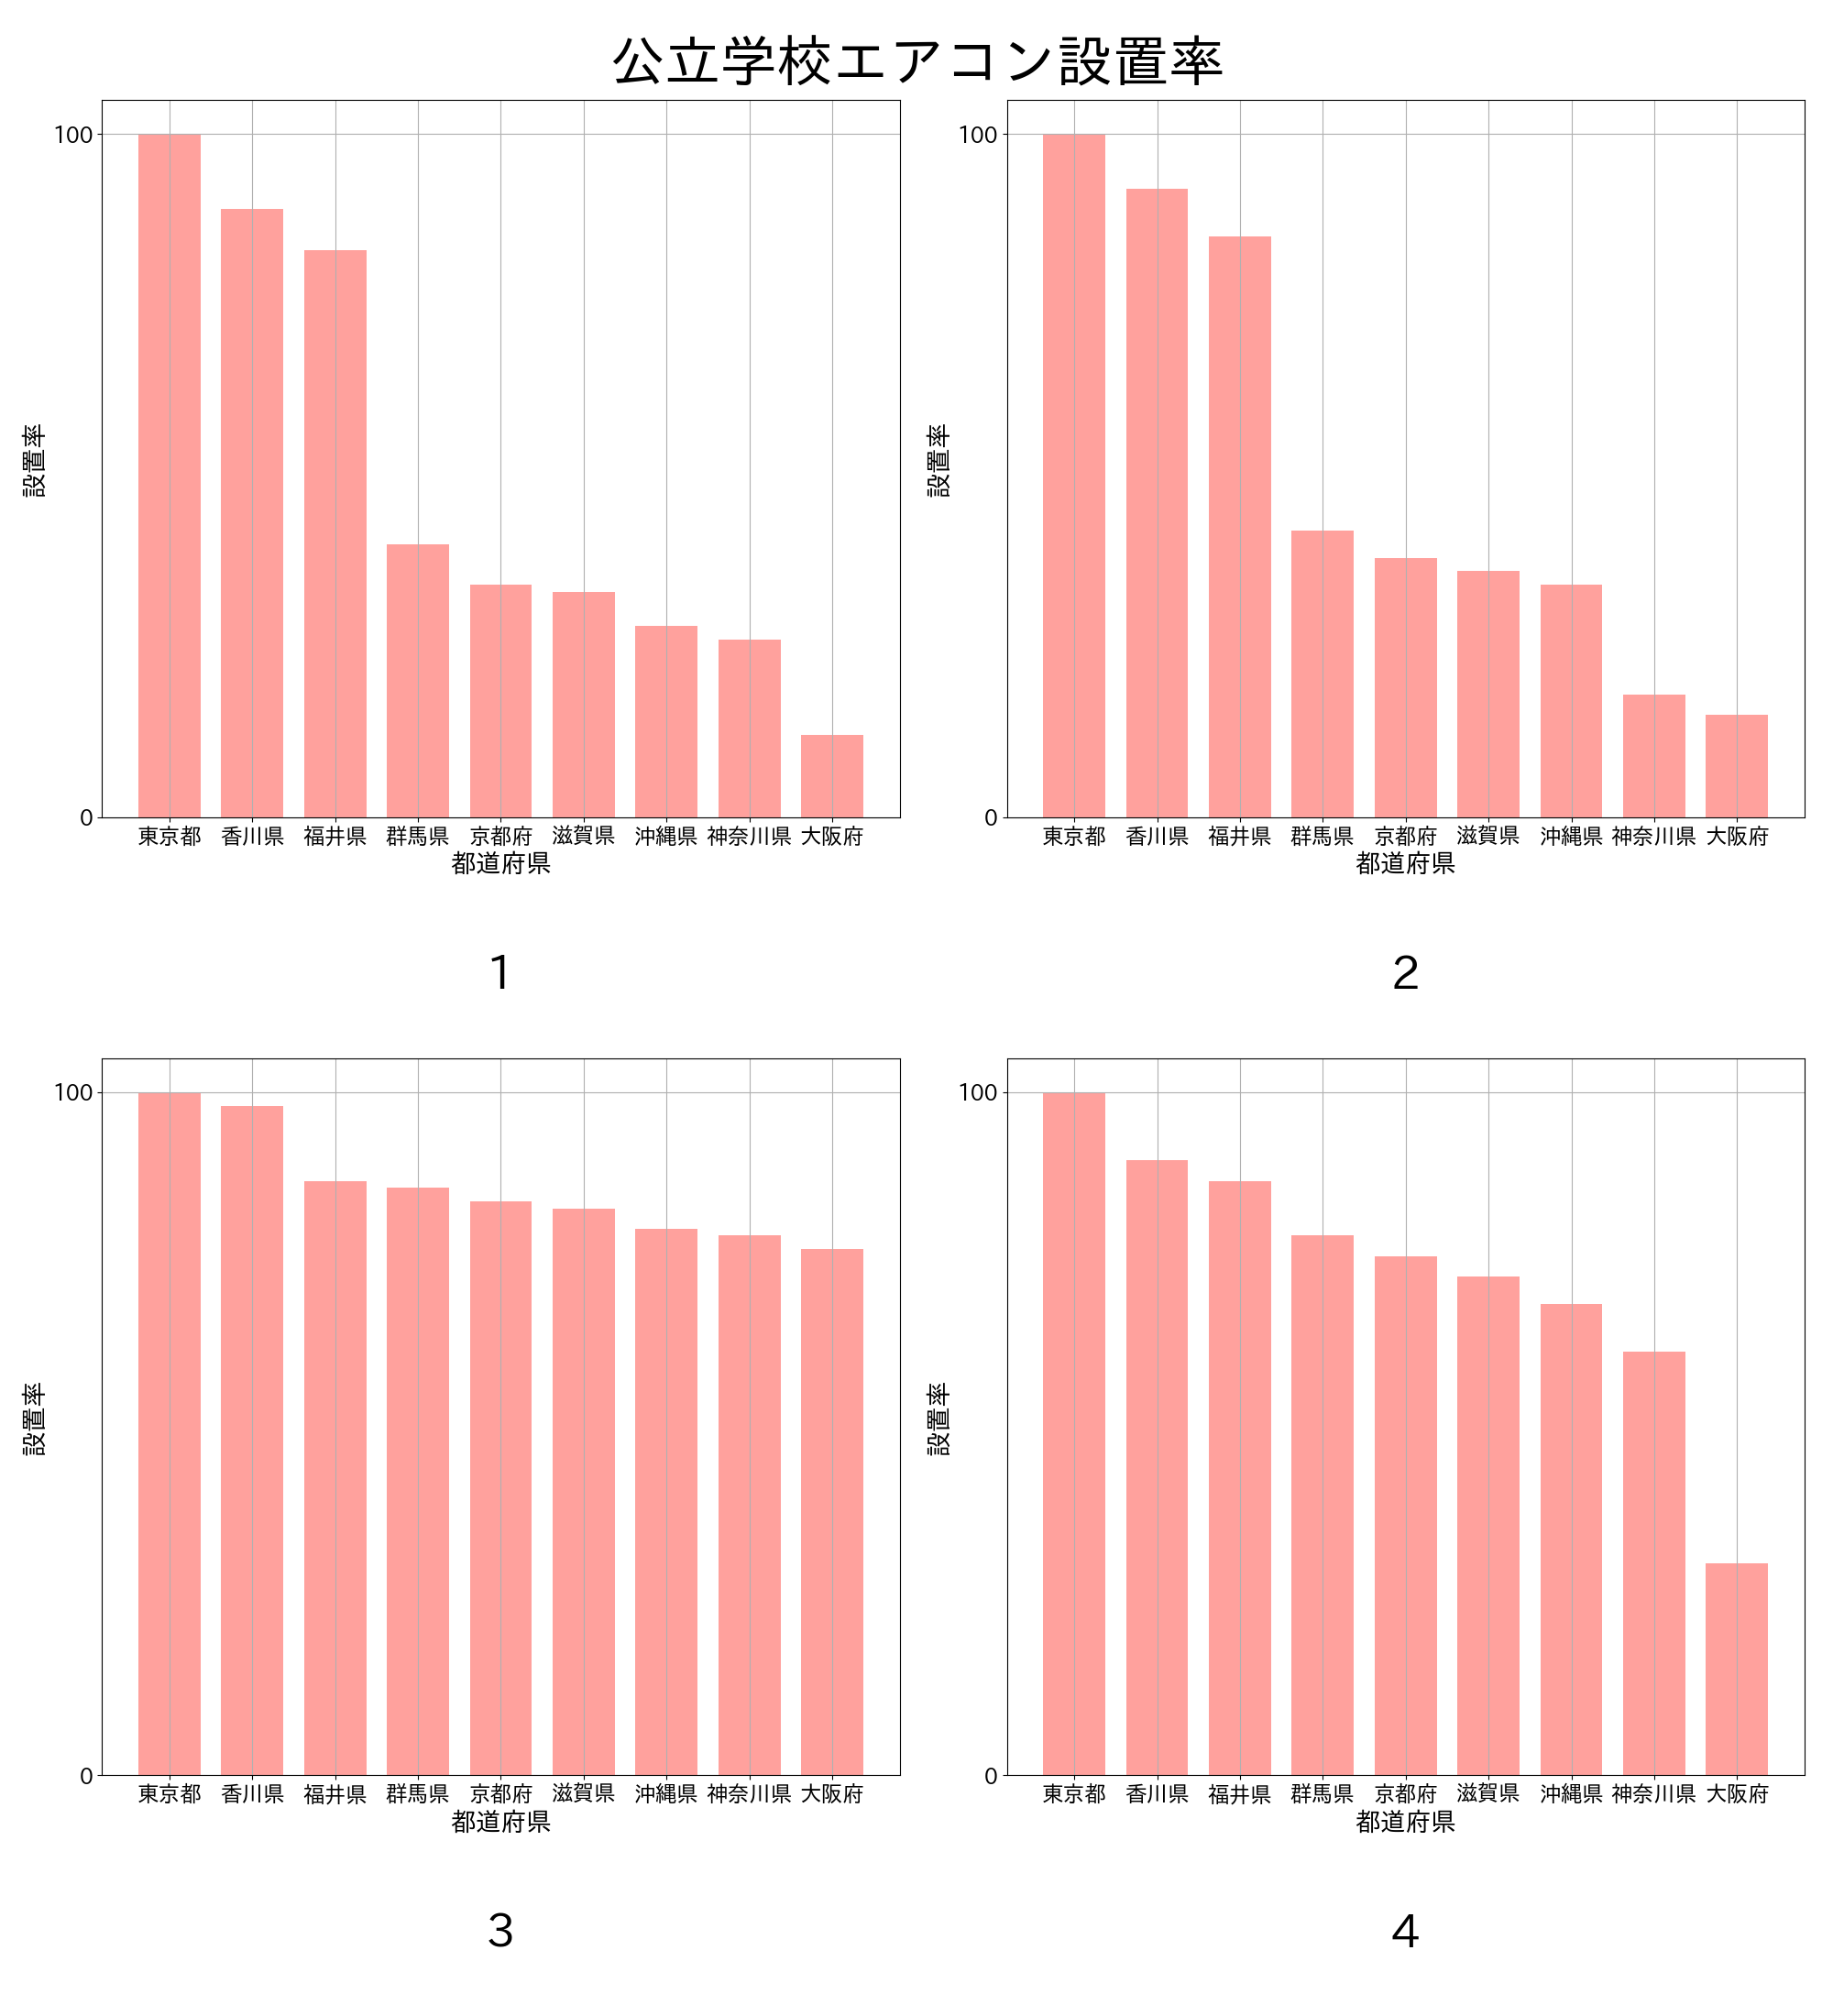 公立学校エアコン設置率
100
0
設置率
東京都 香川県 福井県 群馬県 京都府 滋賀県 沖縄県 神奈川県 大阪府
都道府県
1
100
0
設置率
東京都 香川県 福井県 群馬県 京都府 滋賀県 沖縄県 神奈川県 大阪府
都道府県
2
100
0
設置率
東京都 香川県 福井県 群馬県 京都府 滋賀県 沖縄県 神奈川県 大阪府
都道府県
3
100
0
設置率
東京都 香川県 福井県 群馬県 京都府 滋賀県 沖縄県 神奈川県 大阪府
都道府県
4